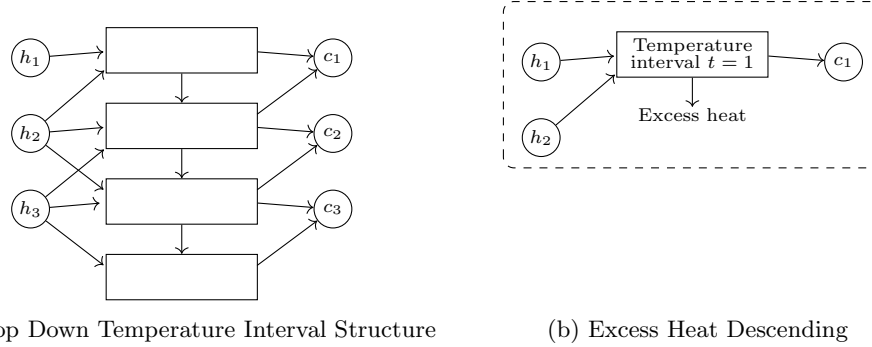 h1
c1
h2
c2
h3
c3
op Down Temperature Interval Structure
h1
Temperature
interval t = 1
c1
h2
Excess heat
(b) Excess Heat Descending